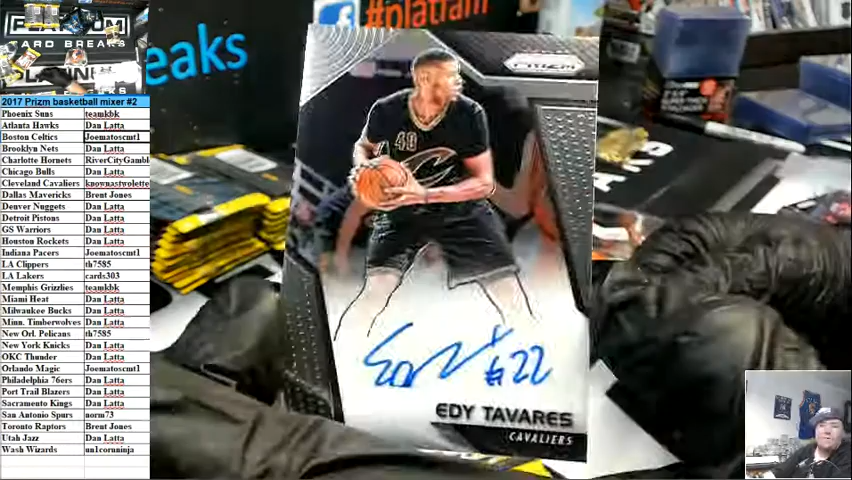 #platfam
eaks
PLATINUM
CARD BREAKS
2017 Prizm basketball mixer #2
Phoenix Suns teamkbk
Atlanta Hawks Dan Latta
Boston Celtics Joematoscmt1
Brooklyn Nets Dan Latta
Charlotte Hornets RiverCityGambl
Chicago Bulls Dan Latta
Cleveland Cavaliers knownastwolette
Dallas Mavericks Brent Jones
Denver Nuggets Dan Latta
Detroit Pistons Dan Latta
GS Warriors Dan Latta
Houston Rockets Dan Latta
Indiana Pacers Joematoscmt1
LA Clippers th7585
LA Lakers cards303
Memphis Grizzlies teamkbk
Miami Heat Dan Latta
Milwaukee Bucks Dan Latta
Minn. Timberwolves Dan Latta
New Orl. Pelicans th7585
New York Knicks Dan Latta
OKC Thunder Dan Latta
Orlando Magic Joematoscmt1
Philadelphia 76ers Dan Latta
Port Trail Blazers Dan Latta
Sacramento Kings Dan Latta
San Antonio Spurs norm73
Toronto Raptors Brent Jones
Utah Jazz Dan Latta
Wash Wizards un1cornninja
PRIZM
#22
EDY TAVARES
CAVALIERS